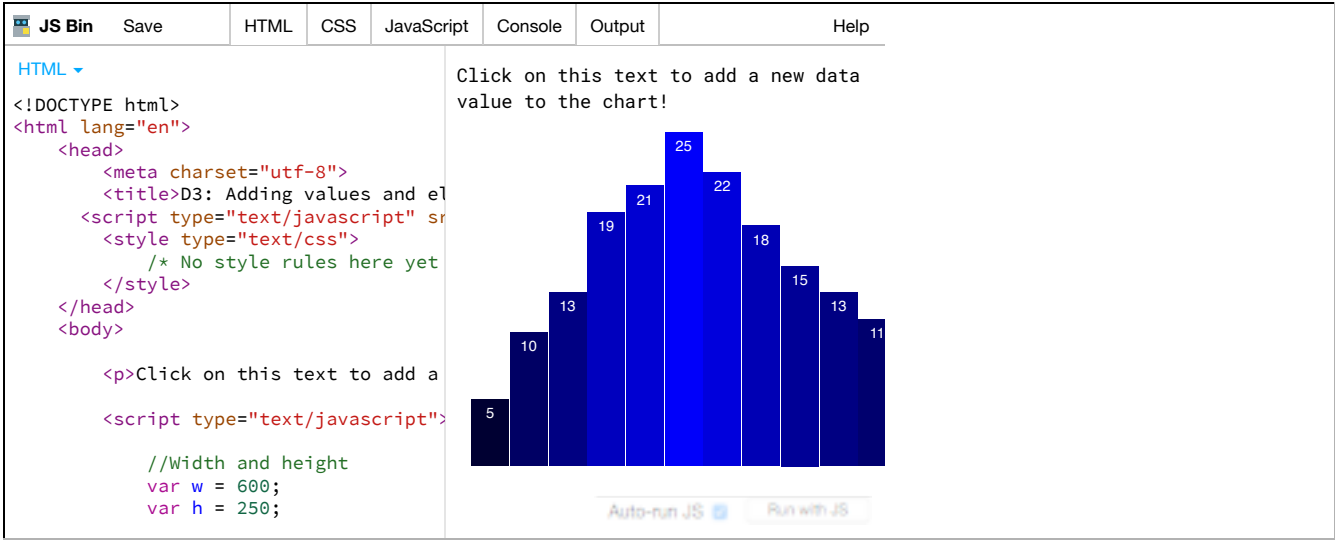 JS Bin Save HTML CSS JavaScript Console Output Help
HTML
<!DOCTYPE html>
<html lang="en">
<head>
<meta charset="utf-8">
<title>D3: Adding values and el
<script type="text/javascript" sr
<style type="text/css">
/* No style rules here yet
</style>
</head>
<body>
<p>Click on this text to add a
<script type="text/javascript">
//Width and height
var w = 600;
var h = 250;
Click on this text to add a new data
value to the chart!
5 10 13 19 21 25 22 18 15 13 11
Auto-run JS Run with JS